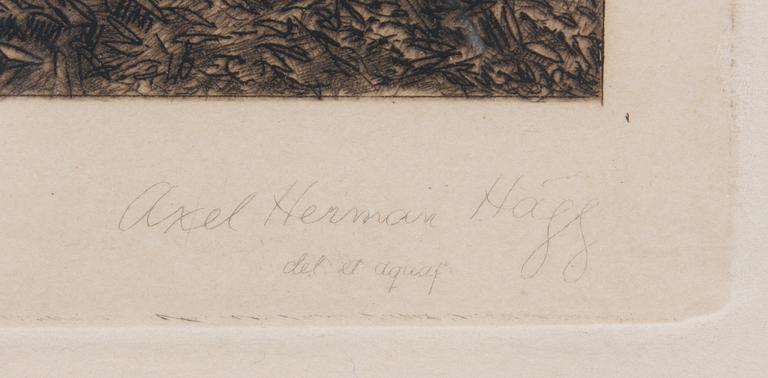 Axel Herman Hägg
del. et aquaf.